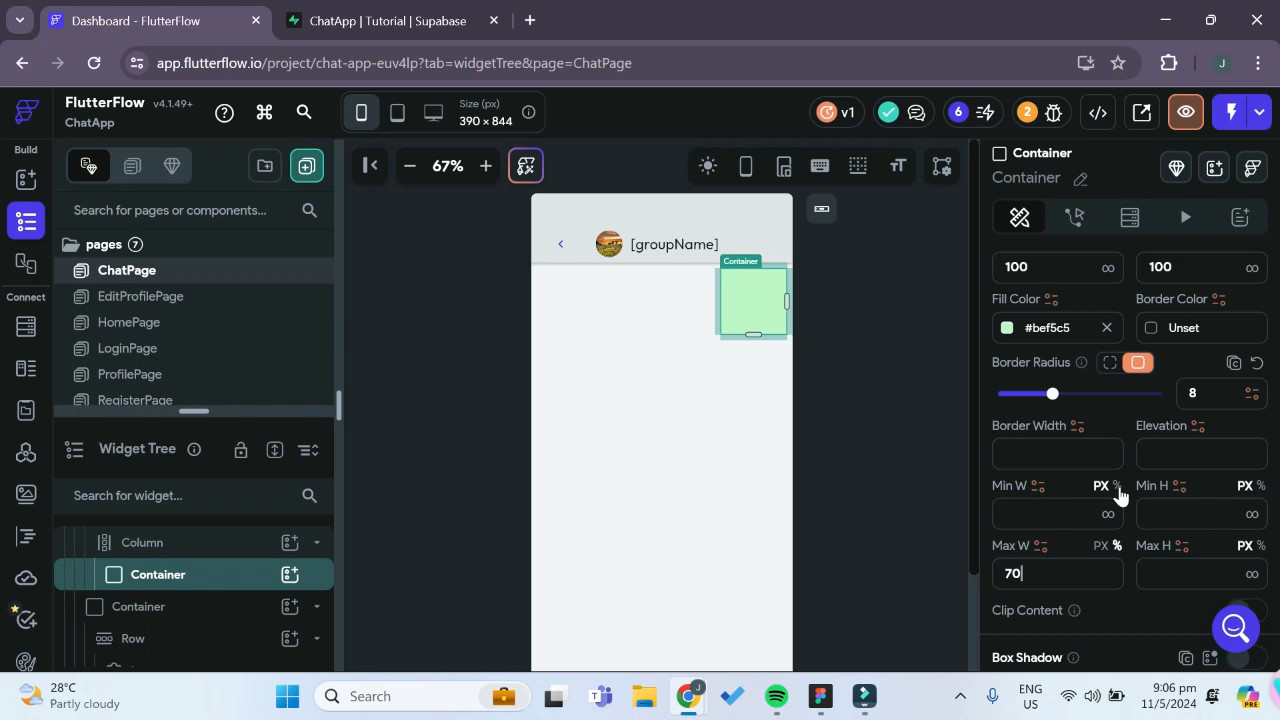 Dashboard - FlutterFlow
ChatApp | Tutorial | Supabase
app.flutterflow.io/project/chat-app-euv4lp?tab=widgetTree&page=ChatPage
J
FlutterFlow v4.1.49+
ChatApp
Size (px)
390 × 844
v1
6
2
Build
67%
Container
Container
Search for pages or components...
pages 7
ChatPage
EditProfilePage
HomePage
LoginPage
ProfilePage
RegisterPage
Connect
[groupName]
Container
100 ∞
100 ∞
Fill Color
Border Color
#bef5c5
Unset
Border Radius
8
Border Width
Elevation
Min W PX %
Min H PX %
∞
∞
Max W PX %
Max H PX %
70
∞
Clip Content
Box Shadow
Widget Tree
Search for widget...
Column
Container
Container
Row
28°C
Partly cloudy
Search
ENG
US
9:06 pm
11/5/2024
PRE